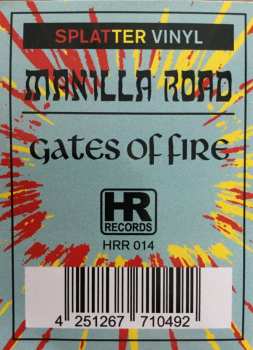 SPLATTER VINYL
MANILLA ROAD
GATES OF FIRE
HR
RECORDS
HRR 014
4 251267 710492